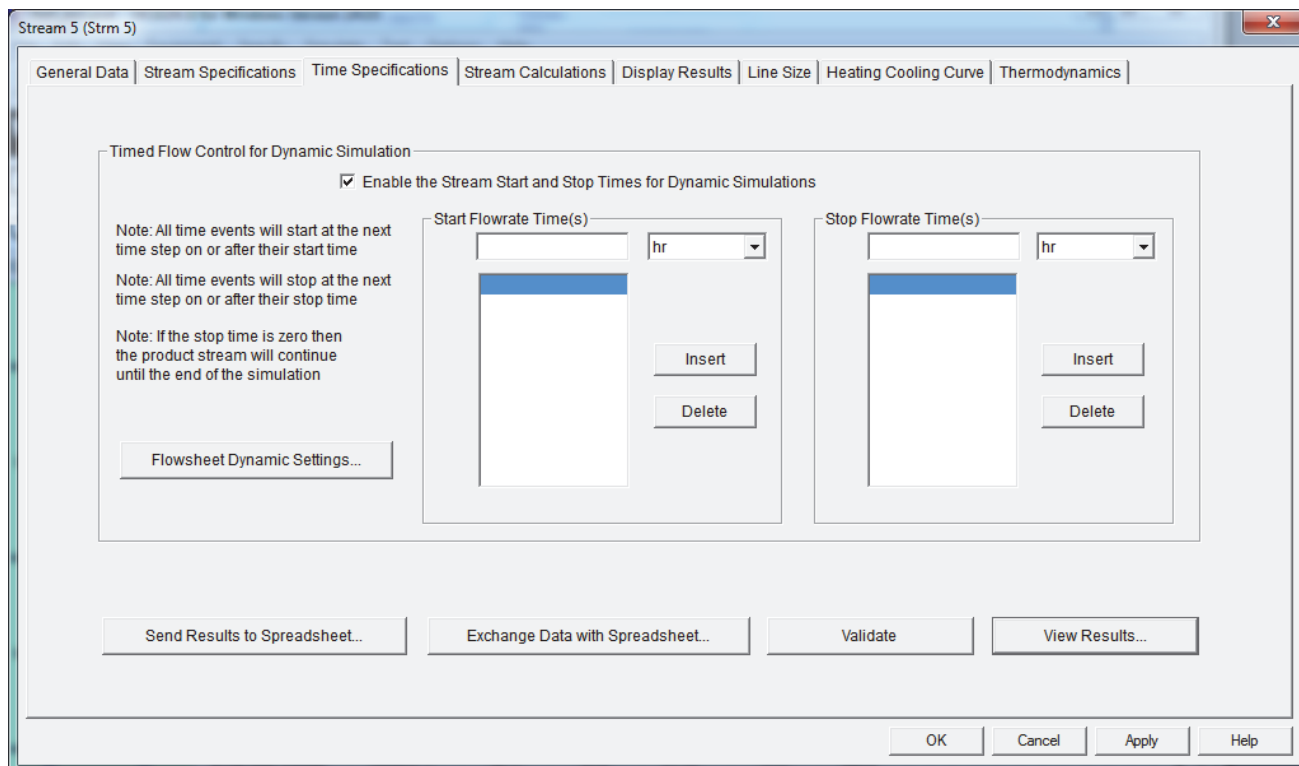 Stream 5 (Strm 5)
General Data Stream Specifications Time Specifications Stream Calculations Display Results Line Size Heating Cooling Curve Thermodynamics
Timed Flow Control for Dynamic Simulation
Enable the Stream Start and Stop Times for Dynamic Simulations
Note: All time events will start at the next
time step on or after their start time
Note: All time events will stop at the next
time step on or after their stop time
Note: If the stop time is zero then
the product stream will continue
until the end of the simulation
Flowsheet Dynamic Settings...
Start Flowrate Time(s)
hr
Insert
Delete
Stop Flowrate Time(s)
hr
Insert
Delete
Send Results to Spreadsheet... Exchange Data with Spreadsheet... Validate View Results...
OK Cancel Apply Help